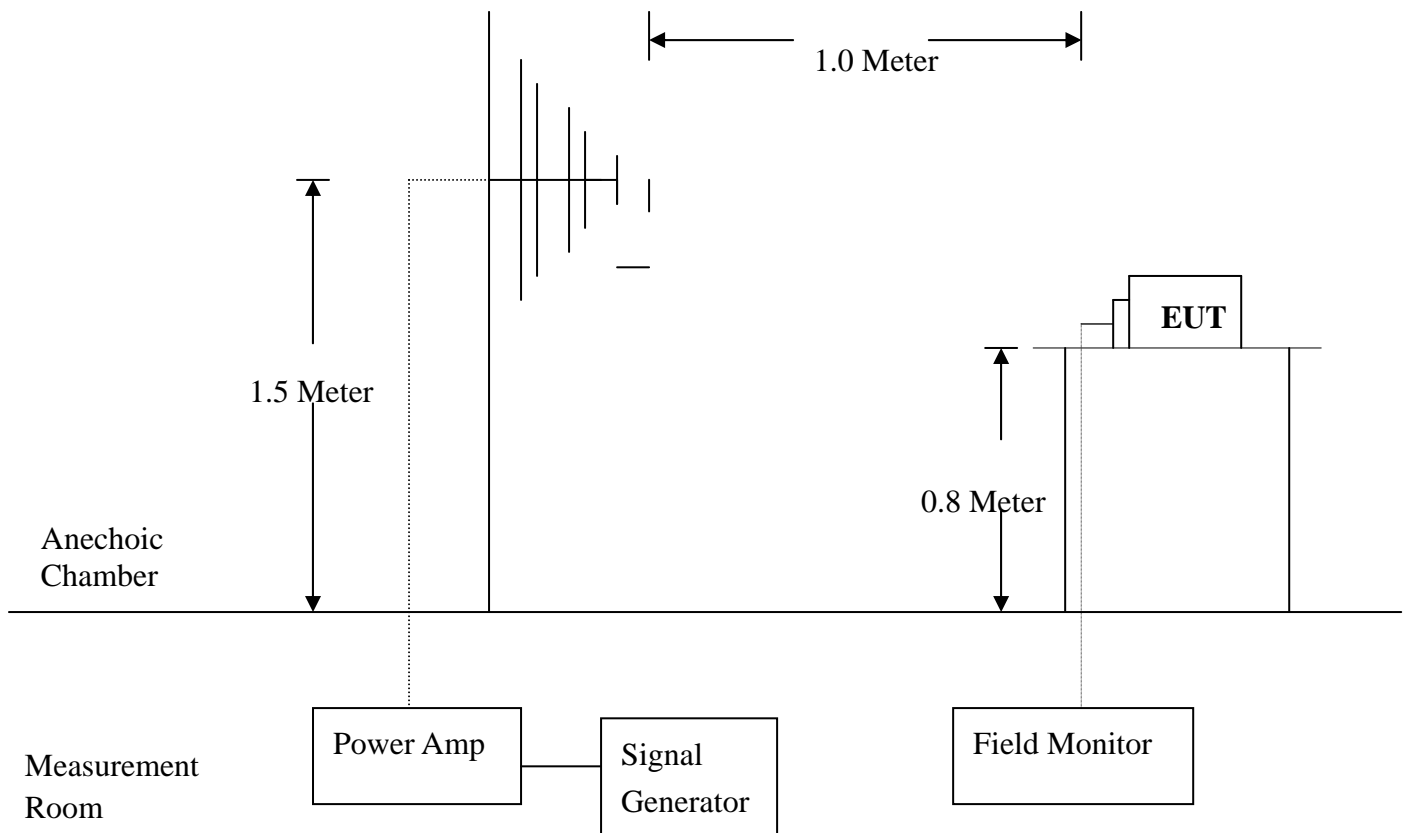 1.0 Meter
EUT
1.5 Meter
0.8 Meter
Anechoic
Chamber
Power Amp
Signal
Generator
Field Monitor
Measurement
Room